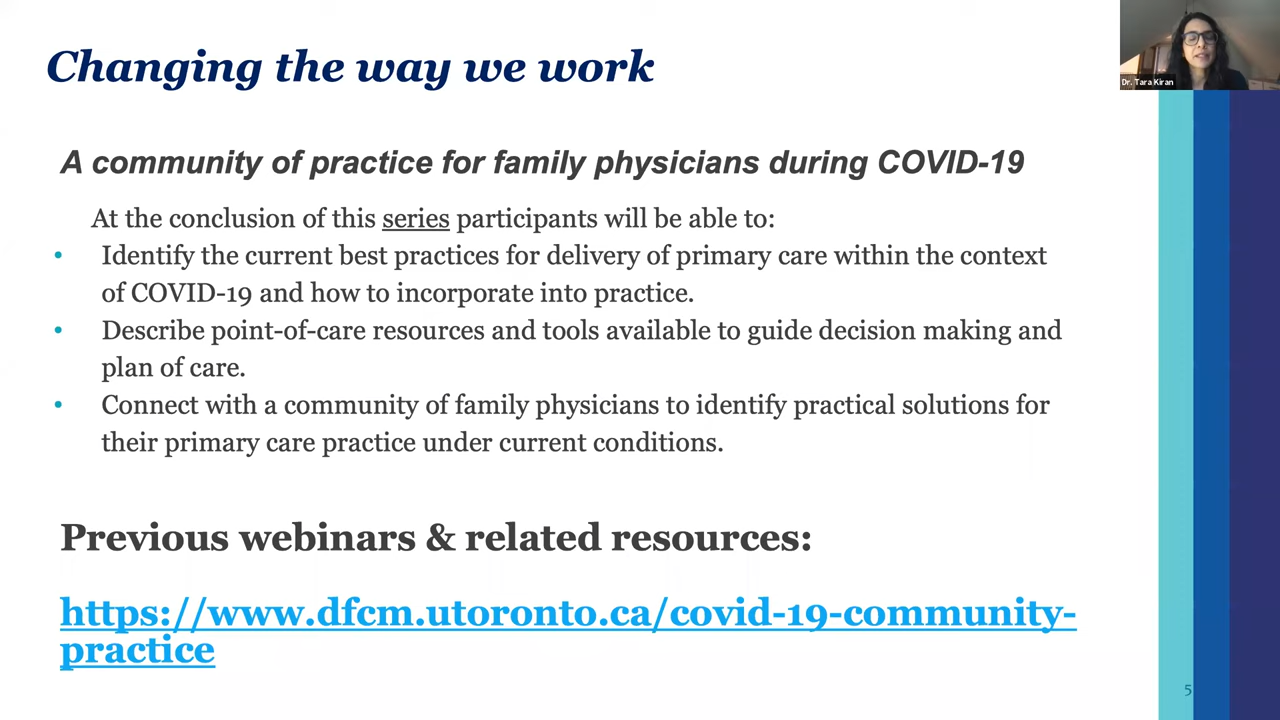 Changing the way we work
Dr. Tara Kiran
A community of practice for family physicians during COVID-19
At the conclusion of this series participants will be able to:
• Identify the current best practices for delivery of primary care within the context
of COVID-19 and how to incorporate into practice.
• Describe point-of-care resources and tools available to guide decision making and
plan of care.
• Connect with a community of family physicians to identify practical solutions for
their primary care practice under current conditions.
Previous webinars & related resources:
https://www.dfcm.utoronto.ca/covid-19-community-
practice
5